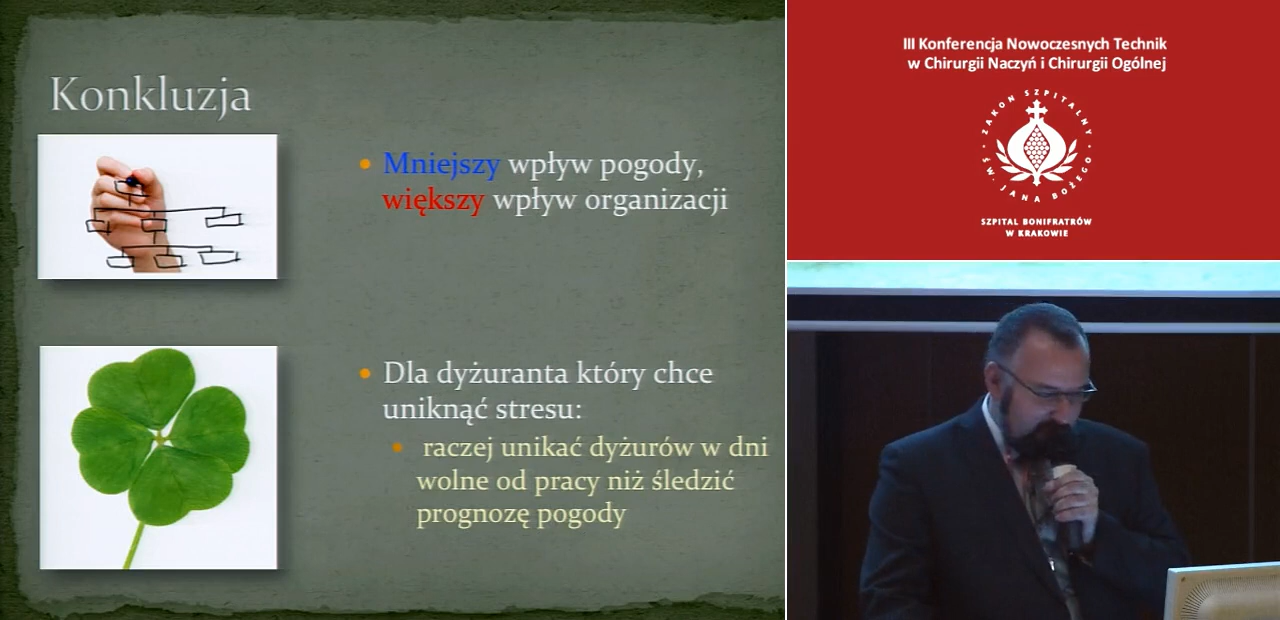 Konkluzja
Mniejszy wpływ pogody,
większy wpływ organizacji
Dla dyżuranta który chce
uniknąć stresu:
raczej unikać dyżurów w dni
wolne od pracy niż śledzić
prognozę pogody
III Konferencja Nowoczesnych Technik
w Chirurgii Naczyń i Chirurgii Ogólnej
ZAKON SZPITALNY
ŚW. JANA BOŻEGO
SZPITAL BONIFRATRÓW
W KRAKOWIE